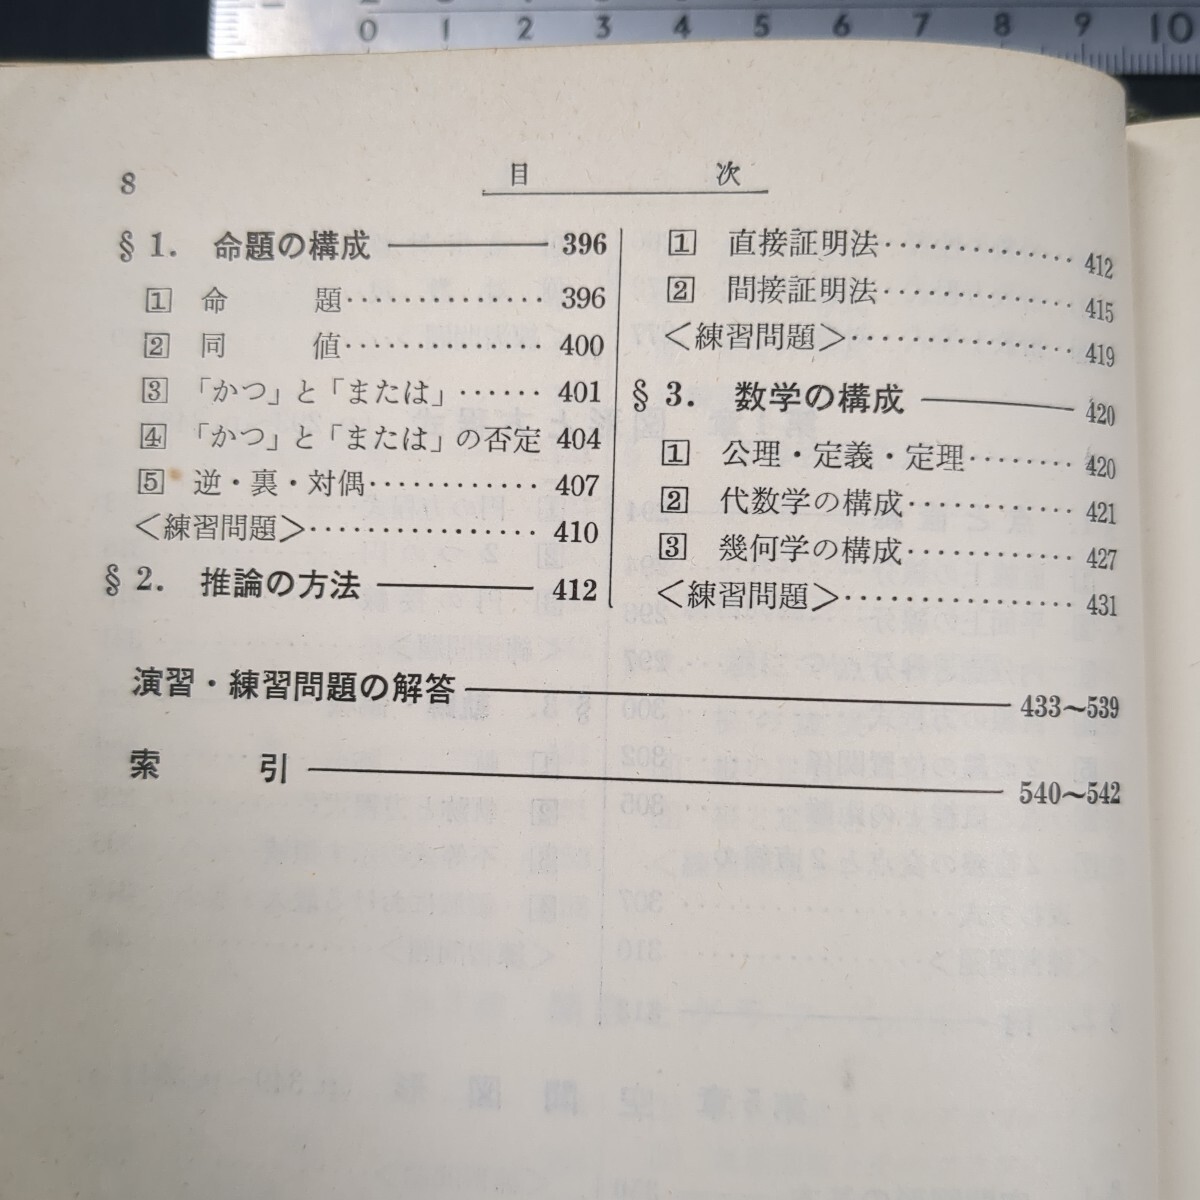 0 1 2 3 4 5 6 7 8 9 10
8
目次
§1. 命題の構成 396
1 命題 396
2 同値 400
3 「かつ」と「または」 401
4 「かつ」と「または」の否定 404
5 逆・裏・対偶 407
<練習問題> 410
§2. 推論の方法 412
1 直接証明法 412
2 間接証明法 415
<練習問題> 419
§3. 数学の構成 420
1 公理・定義・定理 420
2 代数学の構成 421
3 幾何学の構成 427
<練習問題> 431
演習・練習問題の解答 433〜539
索引 540〜542